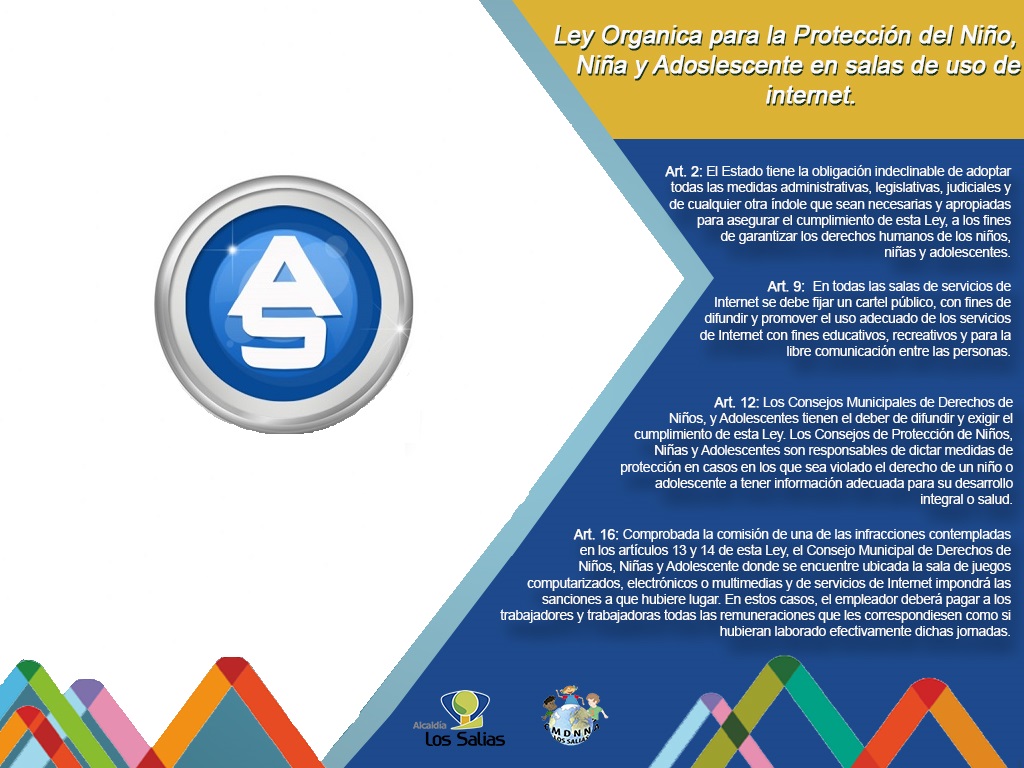 Ley Organica para la Protección del Niño,
Niña y Adoslescente en salas de uso de
internet.
Art. 2: El Estado tiene la obligación indeclinable de adoptar
todas las medidas administrativas, legislativas, judiciales y
de cualquier otra índole que sean necesarias y apropiadas
para asegurar el cumplimiento de esta Ley, a los fines
de garantizar los derechos humanos de los niños,
niñas y adolescentes.
Art. 9: En todas las salas de servicios de
Internet se debe fijar un cartel público, con fines de
difundir y promover el uso adecuado de los servicios
de Internet con fines educativos, recreativos y para la
libre comunicación entre las personas.
Art. 12: Los Consejos Municipales de Derechos de
Niños, y Adolescentes tienen el deber de difundir y exigir el
cumplimiento de esta Ley. Los Consejos de Protección de Niños,
Niñas y Adolescentes son responsables de dictar medidas de
protección en casos en los que sea violado el derecho de un niño o
adolescente a tener información adecuada para su desarrollo
integral o salud.
Art. 16: Comprobada la comisión de una de las infracciones contempladas
en los artículos 13 y 14 de esta Ley, el Consejo Municipal de Derechos de
Niños, Niñas y Adolescente donde se encuentre ubicada la sala de juegos
computarizados, electrónicos o multimedias y de servicios de Internet impondrá las
sanciones a que hubiere lugar. En estos casos, el empleador deberá pagar a los
trabajadores y trabajadoras todas las remuneraciones que les correspondiesen como si
hubieran laborado efectivamente dichas jornadas.
AS
Alcaldía
Los Salias
CMDNNA
LOS SALIAS